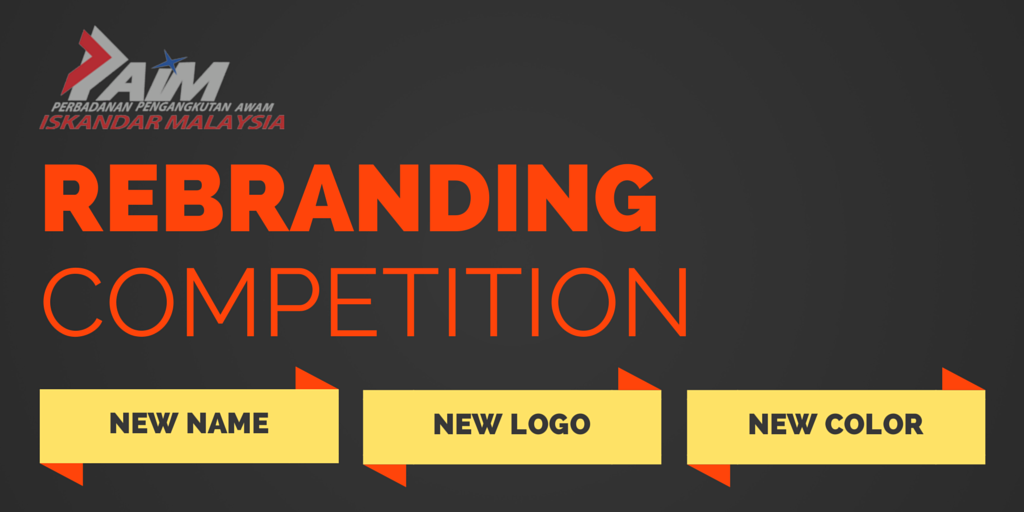 PAIM
PERBADANAN PENGANGKUTAN AWAM
ISKANDAR MALAYSIA
REBRANDING
COMPETITION
NEW NAME
NEW LOGO
NEW COLOR